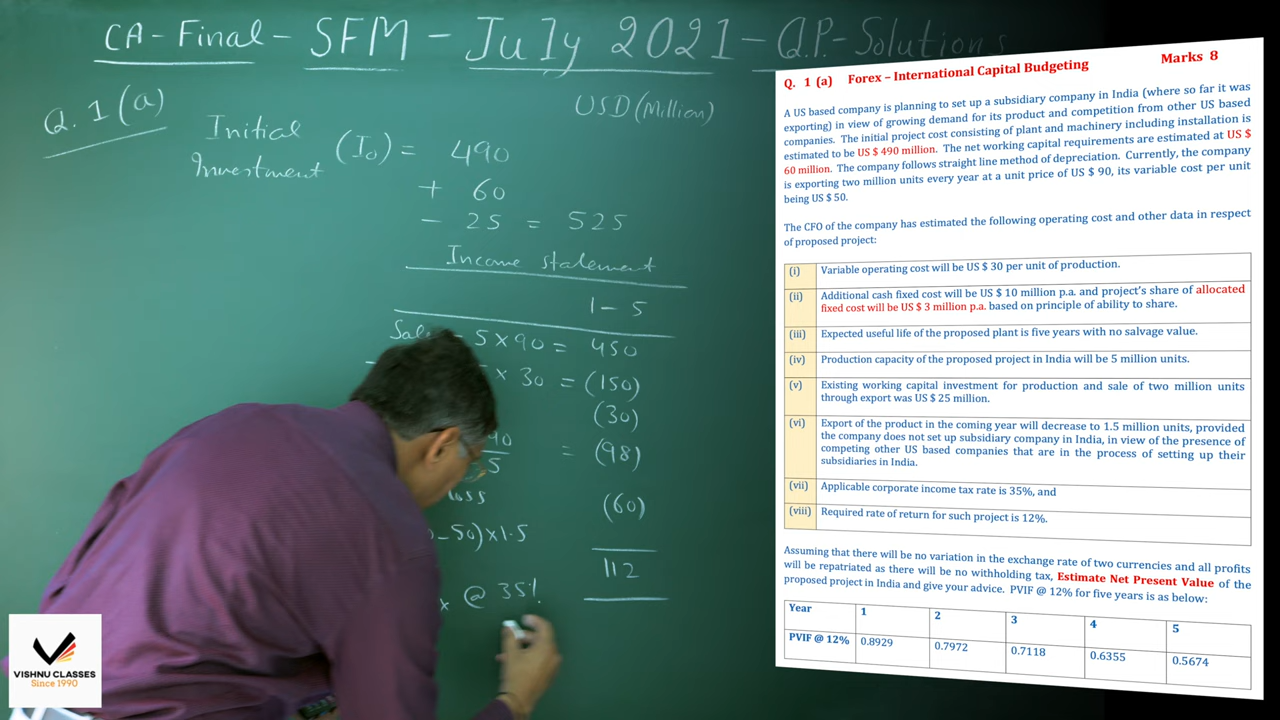 CA-Final-SFM-July 2021-Q.P.-Solutions
Q.1(a)
USD(Million)
Initial Investment (I0) = 490
+ 60
- 25 = 525
Income statement
1-5
5×90 = 450
× 30 = (150)
(30)
5 = (98)
loss (60)
-50)×1.5
112
@ 35%
VISHNU CLASSES
Since 1990
Q. 1 (a) Forex – International Capital Budgeting Marks 8
A US based company is planning to set up a subsidiary company in India (where so far it was
exporting) in view of growing demand for its product and competition from other US based
companies. The initial project cost consisting of plant and machinery including installation is
estimated to be US $ 490 million. The net working capital requirements are estimated at US $
60 million. The company follows straight line method of depreciation. Currently, the company
is exporting two million units every year at a unit price of US $ 90, its variable cost per unit
being US $ 50.
The CFO of the company has estimated the following operating cost and other data in respect
of proposed project:
(i) Variable operating cost will be US $ 30 per unit of production.
(ii) Additional cash fixed cost will be US $ 10 million p.a. and project's share of allocated
fixed cost will be US $ 3 million p.a. based on principle of ability to share.
(iii) Expected useful life of the proposed plant is five years with no salvage value.
(iv) Production capacity of the proposed project in India will be 5 million units.
(v) Existing working capital investment for production and sale of two million units
through export was US $ 25 million.
(vi) Export of the product in the coming year will decrease to 1.5 million units, provided
the company does not set up subsidiary company in India, in view of the presence of
competing other US based companies that are in the process of setting up their
subsidiaries in India.
(vii) Applicable corporate income tax rate is 35%, and
(viii) Required rate of return for such project is 12%.
Assuming that there will be no variation in the exchange rate of two currencies and all profits
will be repatriated as there will be no withholding tax, Estimate Net Present Value of the
proposed project in India and give your advice. PVIF @ 12% for five years is as below:
Year 1 2 3 4 5
PVIF @ 12% 0.8929 0.7972 0.7118 0.6355 0.5674